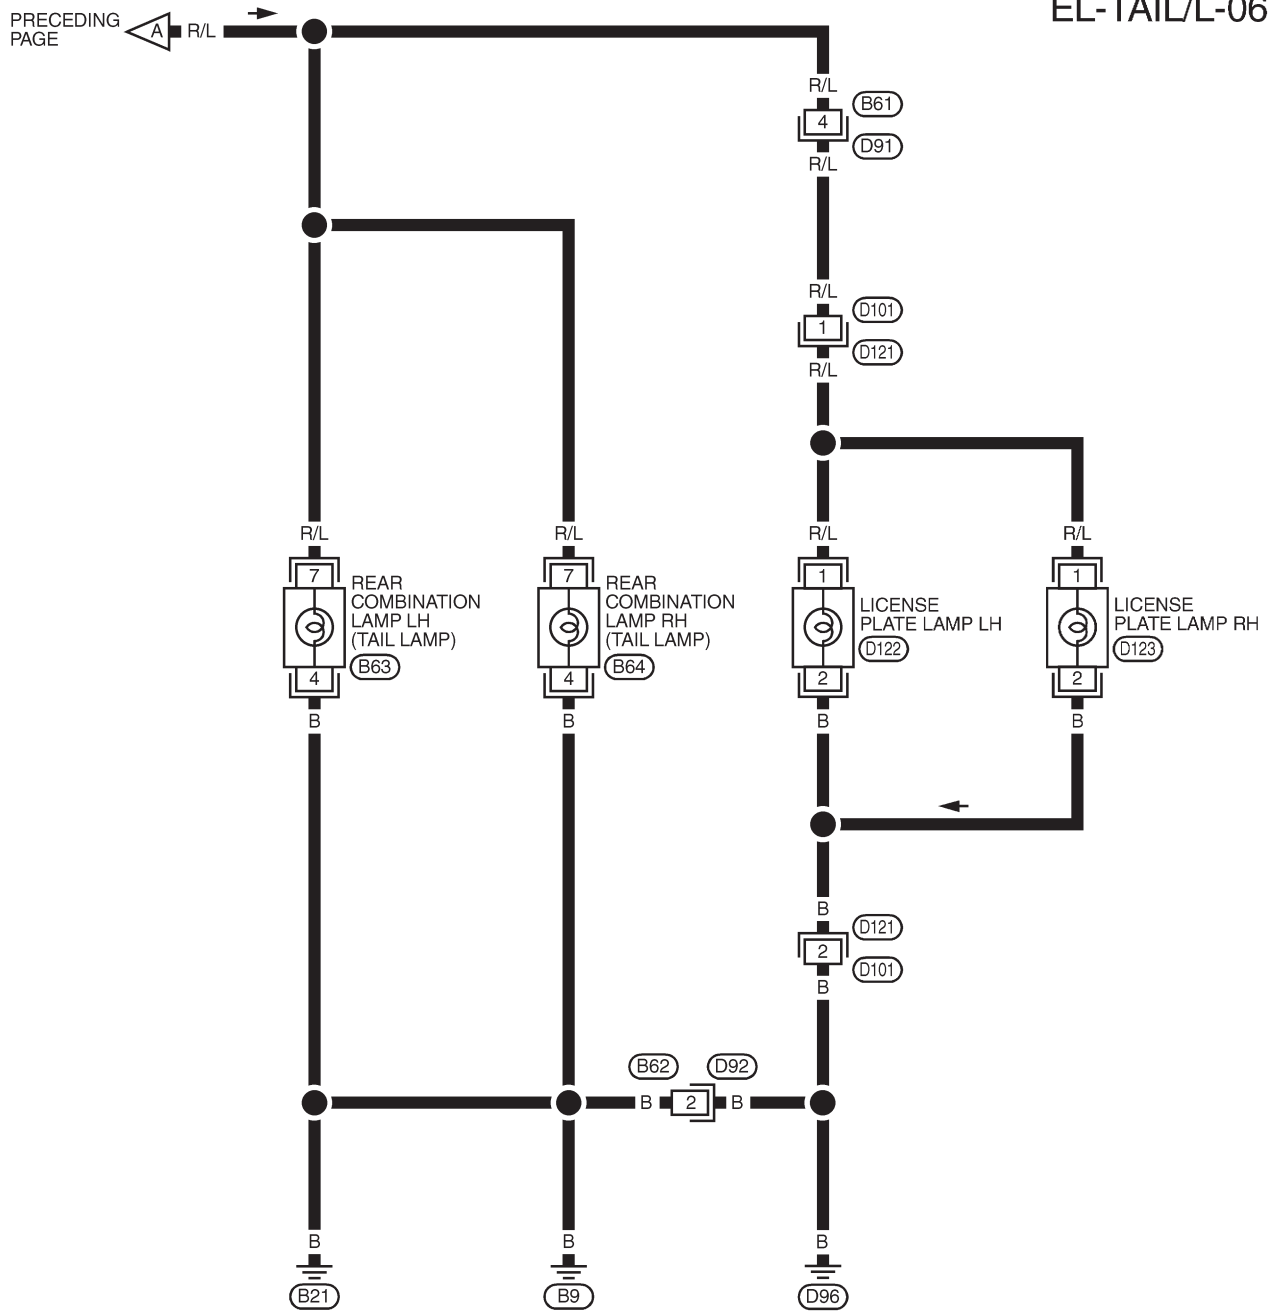 EL-TAIL/L-06
PRECEDING
PAGE
A
R/L
R/L
4
B61
D91
R/L
R/L
1
D101
D121
R/L
R/L
R/L
R/L
R/L
7
REAR
COMBINATION
LAMP LH
(TAIL LAMP)
B63
4
B
7
REAR
COMBINATION
LAMP RH
(TAIL LAMP)
B64
4
B
1
LICENSE
PLATE LAMP LH
D122
2
B
1
LICENSE
PLATE LAMP RH
D123
2
B
B
2
D121
D101
B
B62
D92
B
2
B
B
B
B
B21
B9
D96